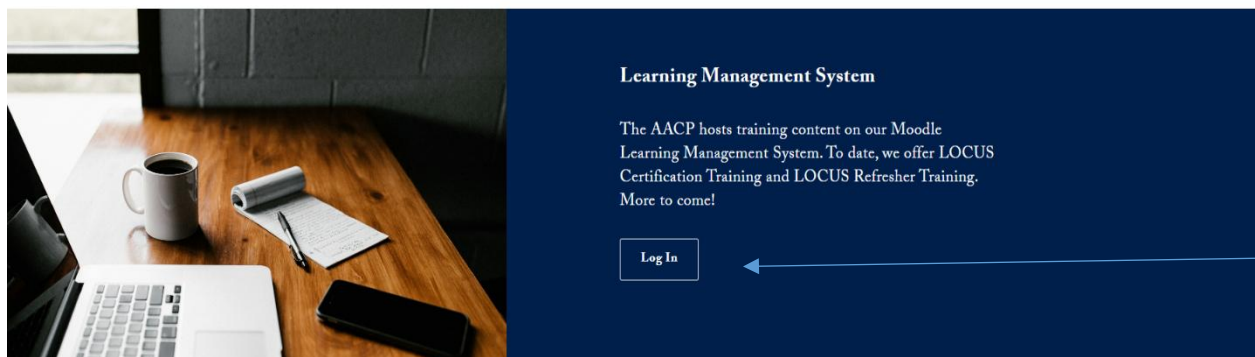 Learning Management System
The AACP hosts training content on our Moodle
Learning Management System. To date, we offer LOCUS
Certification Training and LOCUS Refresher Training.
More to come!
Log In